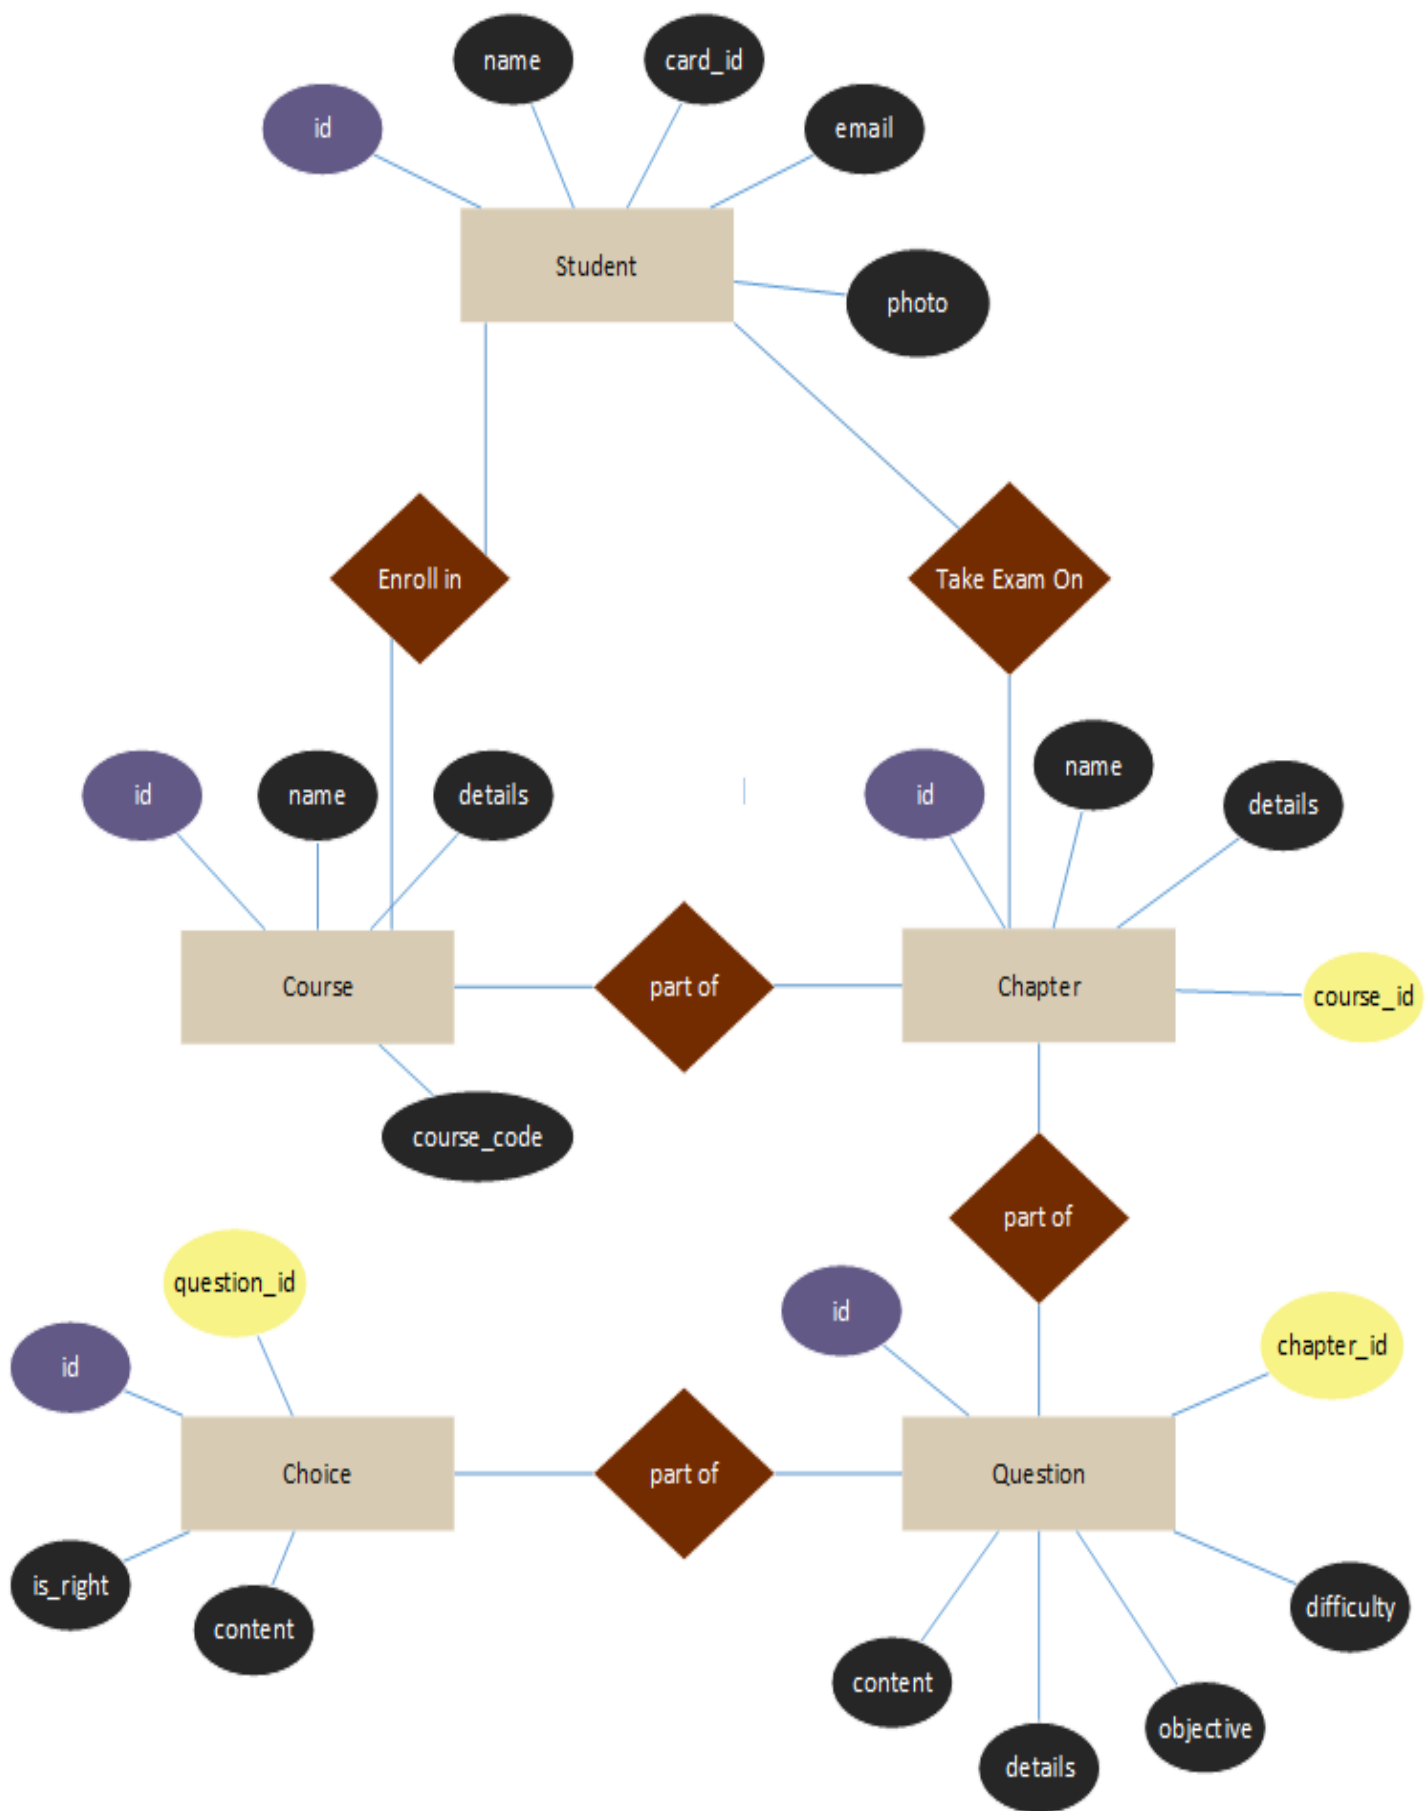 name
card_id
id
email
Student
photo
Enroll in
Take Exam On
id
name
details
id
name
details
Course
part of
Chapter
course_id
course_code
part of
question_id
id
chapter_id
id
Choice
part of
Question
is_right
content
difficulty
content
objective
details